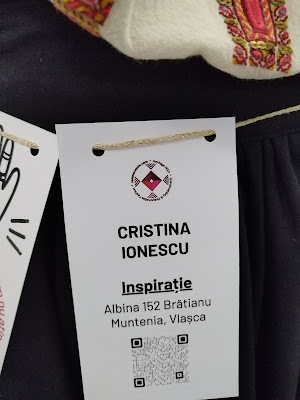 CRISTINA
IONESCU
Inspirație
Albina 152 Brătianu
Muntenia, Vlașca